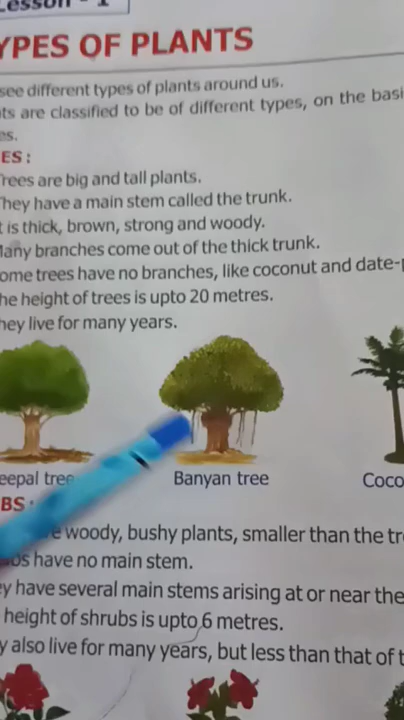 Lesson - 1
YPES OF PLANTS
see different types of plants around us.
ts are classified to be of different types, on the basi
es.
ES :
rees are big and tall plants.
They have a main stem called the trunk.
t is thick, brown, strong and woody.
Many branches come out of the thick trunk.
ome trees have no branches, like coconut and date-
he height of trees is upto 20 metres.
hey live for many years.
eepal tree
Banyan tree
Coco
BS :
woody, bushy plants, smaller than the tr
have no main stem.
y have several main stems arising at or near the
height of shrubs is upto 6 metres.
y also live for many years, but less than that of t